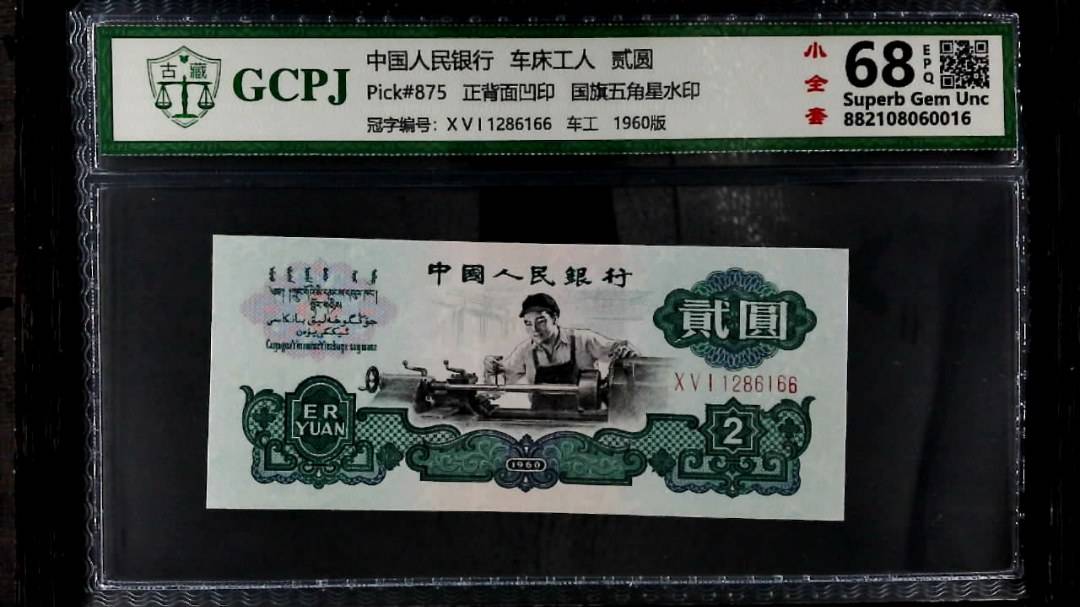 古藏
GCPJ
中国人民银行 车床工人 贰圆
Pick#875 正背面凹印 国旗五角星水印
冠字编号: XVI1286166 车工 1960版
小全套
68
EPQ
Superb Gem Unc
882108060016
中國人民銀行
貳圓
XVI1286166
ER
YUAN
1960
2